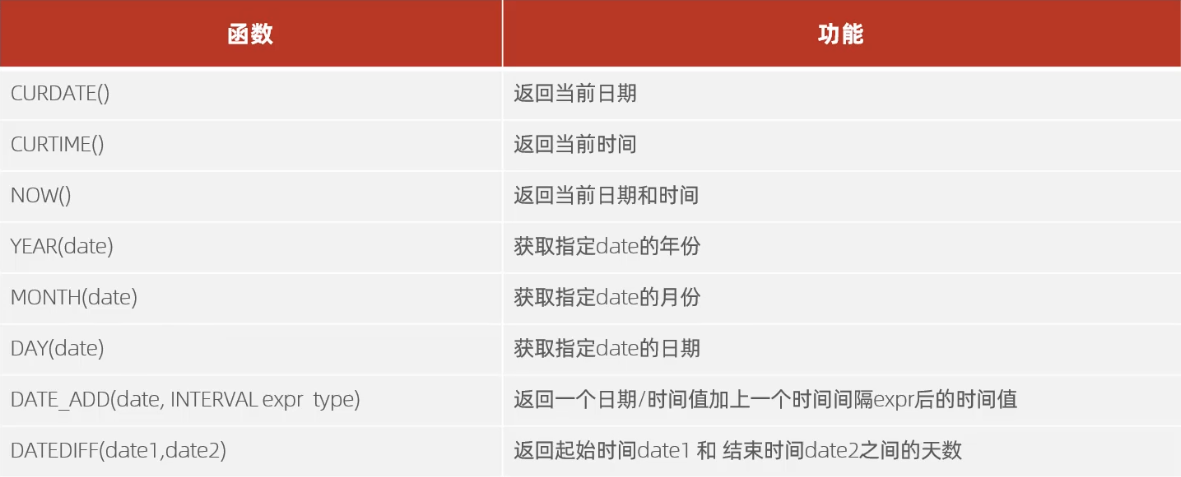 函数 功能
CURDATE() 返回当前日期
CURTIME() 返回当前时间
NOW() 返回当前日期和时间
YEAR(date) 获取指定date的年份
MONTH(date) 获取指定date的月份
DAY(date) 获取指定date的日期
DATE_ADD(date, INTERVAL expr type) 返回一个日期/时间值加上一个时间间隔expr后的时间值
DATEDIFF(date1,date2) 返回起始时间date1 和 结束时间date2之间的天数